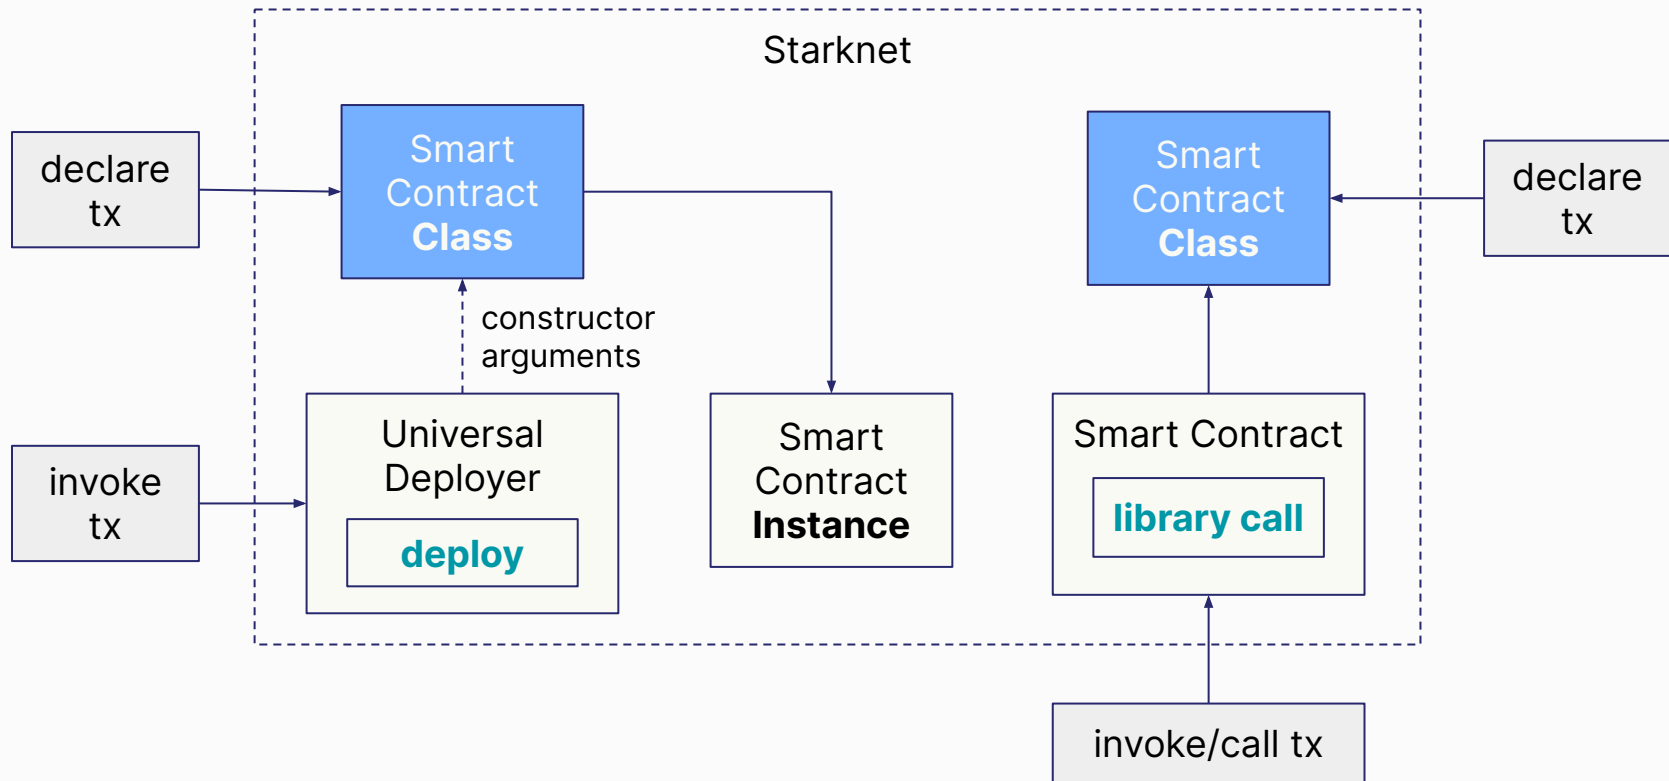 Starknet
declare
tx
Smart
Contract
Class
Smart
Contract
Class
declare
tx
constructor
arguments
invoke
tx
Universal
Deployer
deploy
Smart
Contract
Instance
Smart Contract
library call
invoke/call tx